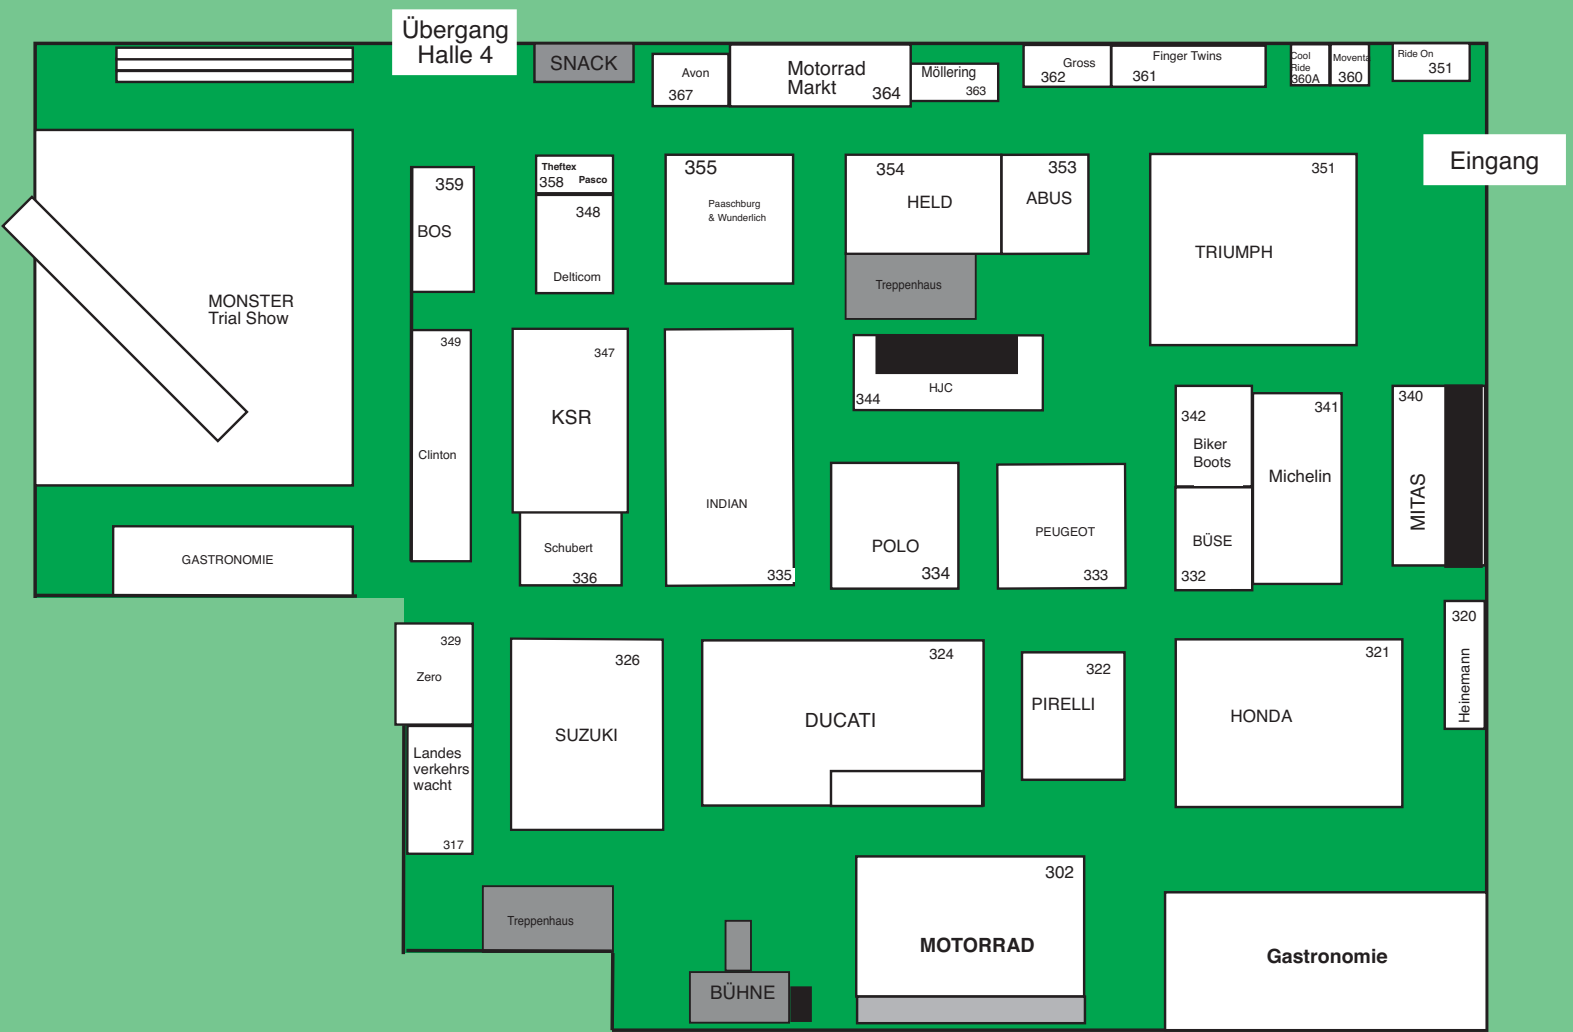 Übergang
Halle 4
SNACK
Avon
367
Motorrad
Markt
364
Möllering
363
Gross
362
Finger Twins
361
Cool
Ride
360A
Moventa
360
Ride On
351
Eingang
359
BOS
Theftex
358 Pasco
348
Delticom
355
Paaschburg
& Wunderlich
354
HELD
353
ABUS
Treppenhaus
351
TRIUMPH
MONSTER
Trial Show
349
Clinton
347
KSR
Schubert
336
INDIAN
335
HJC
344
POLO
334
PEUGEOT
333
342
Biker
Boots
341
Michelin
BÜSE
332
340
MITAS
GASTRONOMIE
329
Zero
Landes
verkehrs
wacht
317
326
SUZUKI
324
DUCATI
322
PIRELLI
321
HONDA
320
Heinemann
Treppenhaus
BÜHNE
302
MOTORRAD
Gastronomie